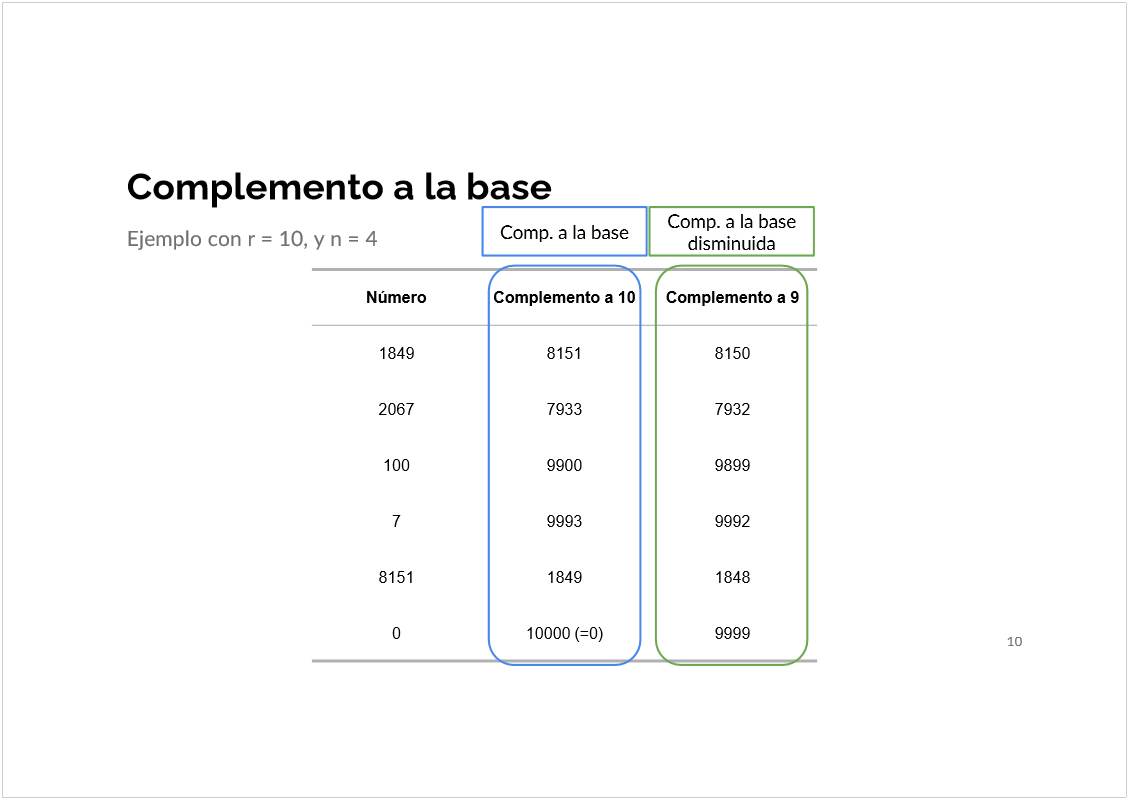 Complemento a la base
Ejemplo con r = 10, y n = 4
Comp. a la base
Comp. a la base
disminuida
Número Complemento a 10 Complemento a 9
1849 8151 8150
2067 7933 7932
100 9900 9899
7 9993 9992
8151 1849 1848
0 10000 (=0) 9999
10